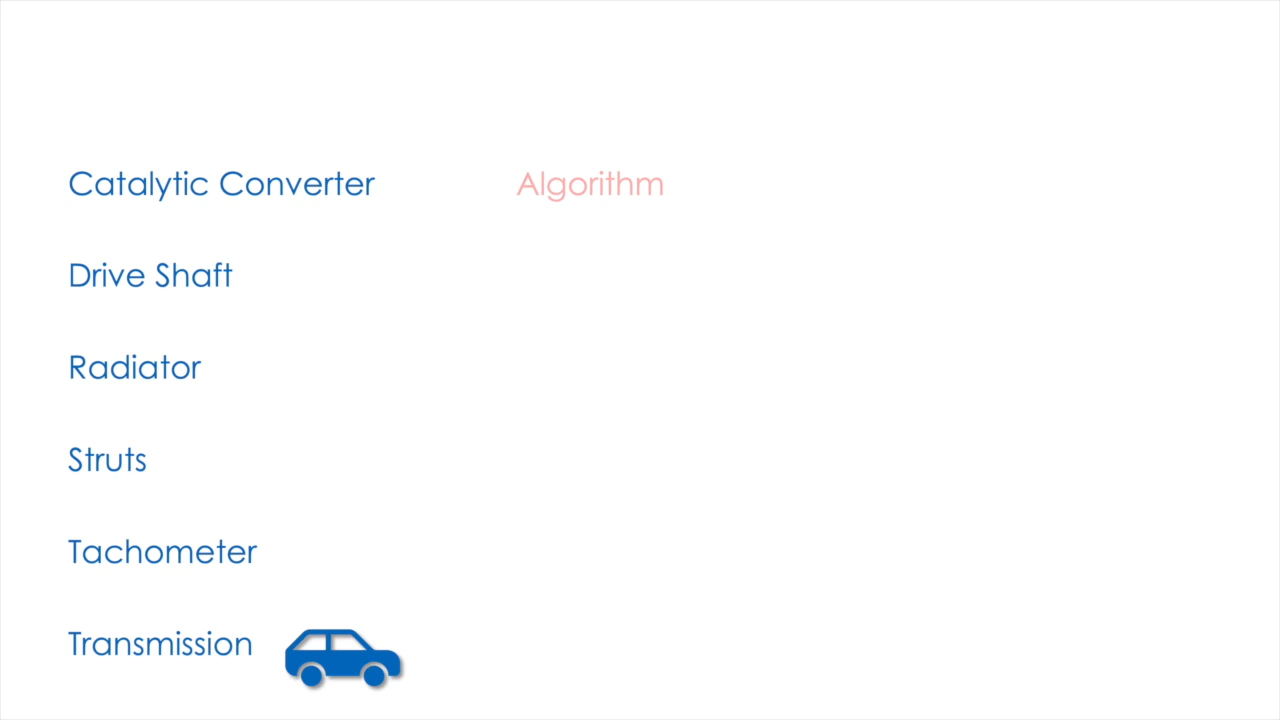 Catalytic Converter
Algorithm
Drive Shaft
Radiator
Struts
Tachometer
Transmission